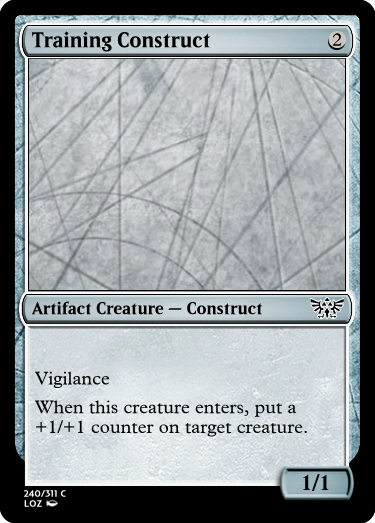 Training Construct 2
Artifact Creature — Construct
Vigilance
When this creature enters, put a
+1/+1 counter on target creature.
1/1
240/311 C
LOZ